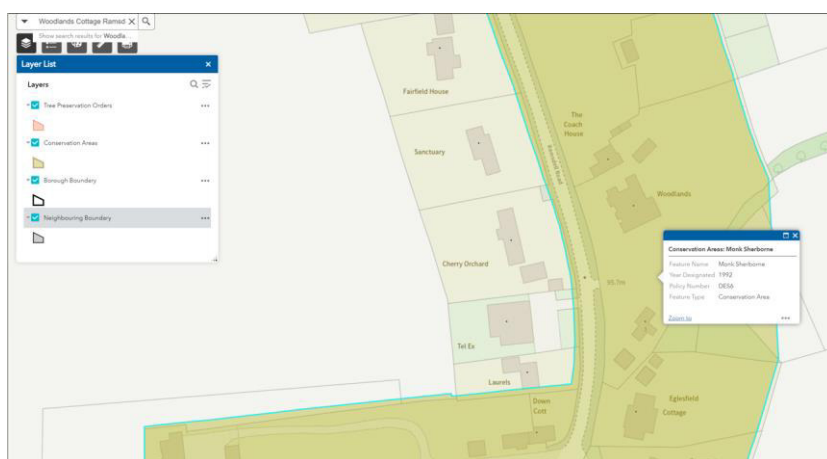 Woodlands Cottage Ramsd
Show search results for Woodla...
Layer List
Layers
Tree Preservation Orders
Conservation Areas
Borough Boundary
Neighbouring Boundary
Fairfield House
The
Coach
House
Sanctuary
Woodlands
Cherry Orchard
Tel Ex
Laurels
Down
Cott
Eglesfield
Cottage
Conservation Areas: Monk Sherborne
Feature Name Monk Sherborne
Year Designated 1992
Policy Number DES6
Feature Type Conservation Area
Zoom to